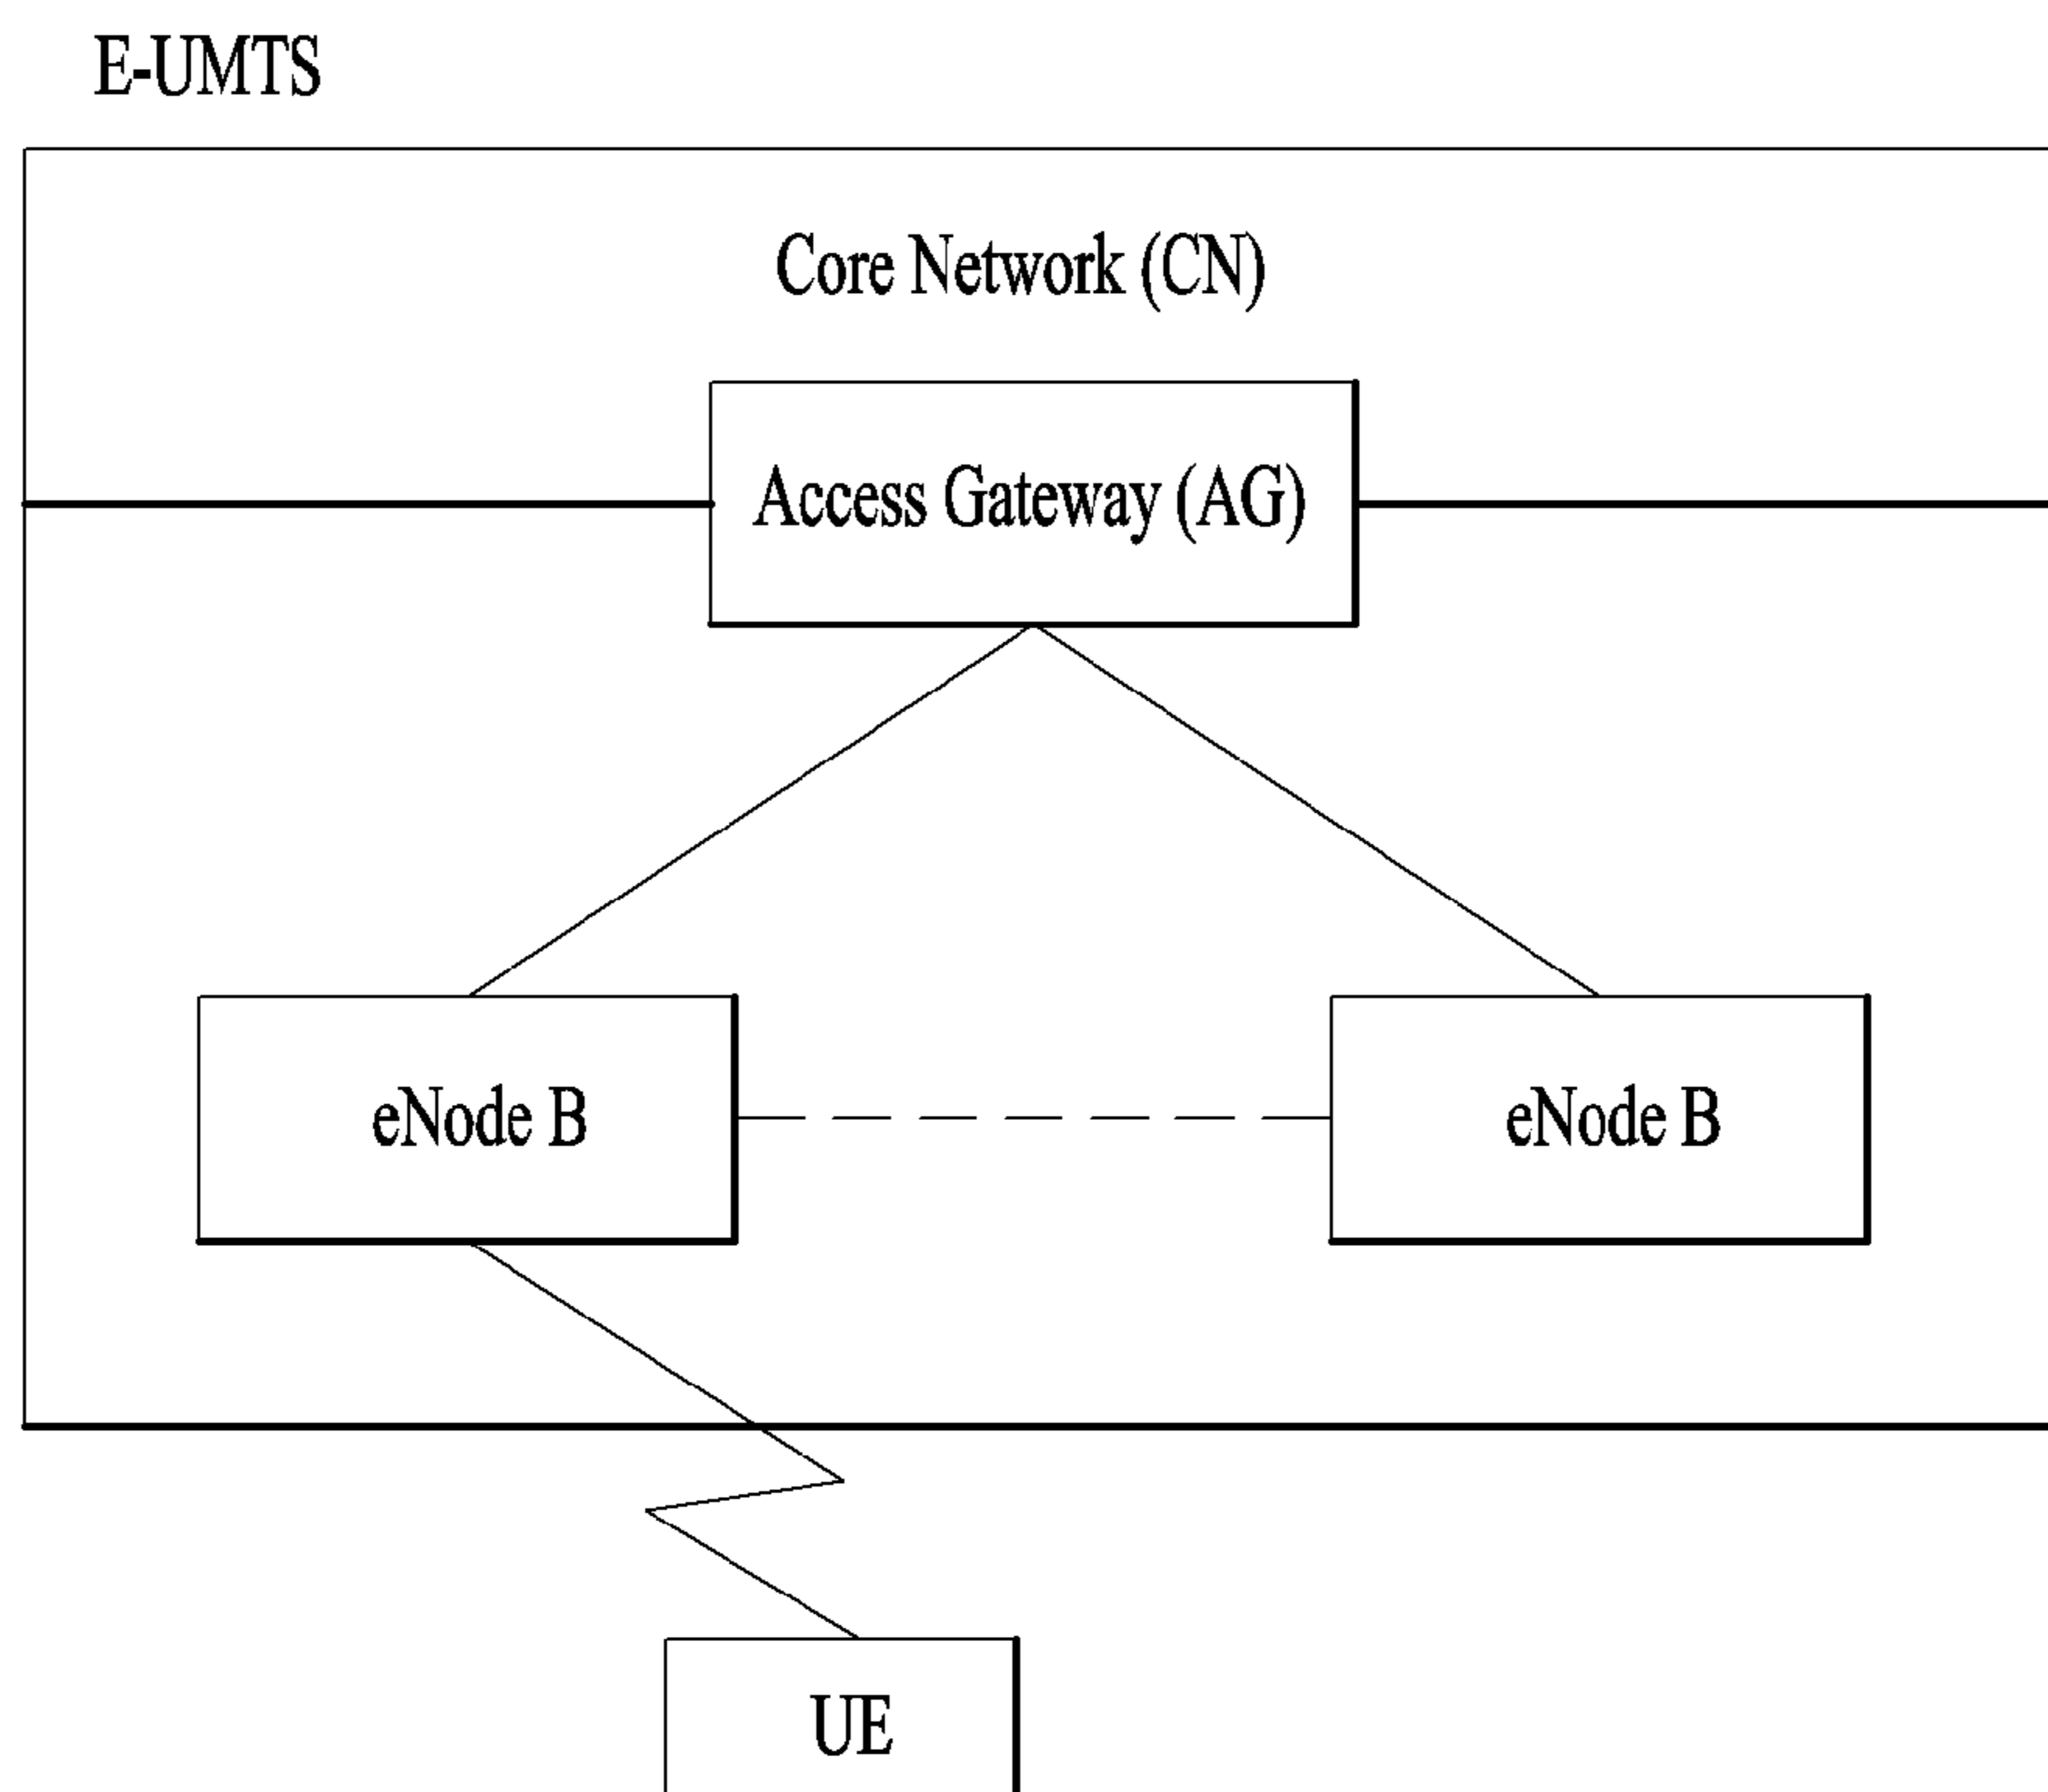 E-UMTS
Core Network (CN)
Access Gateway (AG)
eNode B
eNode B
UE